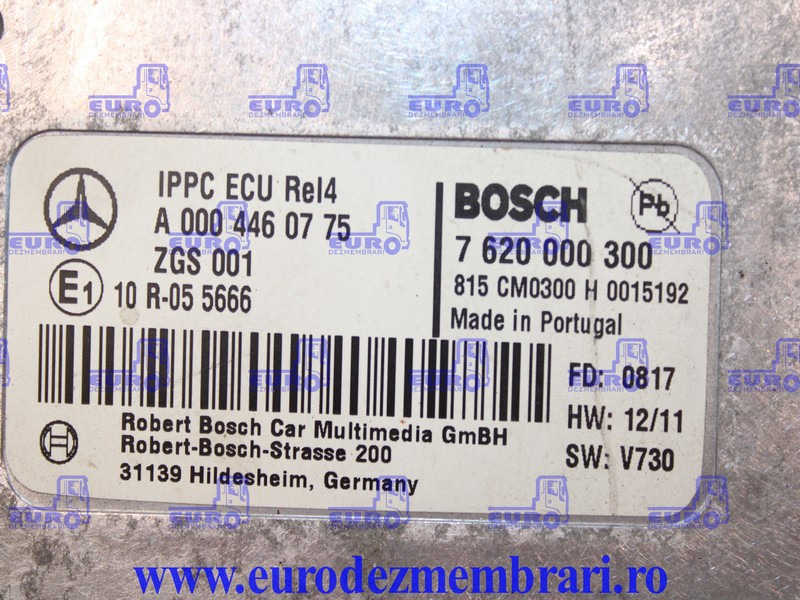 IPPC ECU Rel4
A 000 446 07 75
ZGS 001
E1 10 R-05 5666
BOSCH
Pb
7 620 000 300
815 CM0300 H 0015192
Made in Portugal
FD: 0817
HW: 12/11
SW: V730
Robert Bosch Car Multimedia GmBH
Robert-Bosch-Strasse 200
31139 Hildesheim, Germany
EURO
DEZMEMBRARI
www.eurodezmembrari.ro